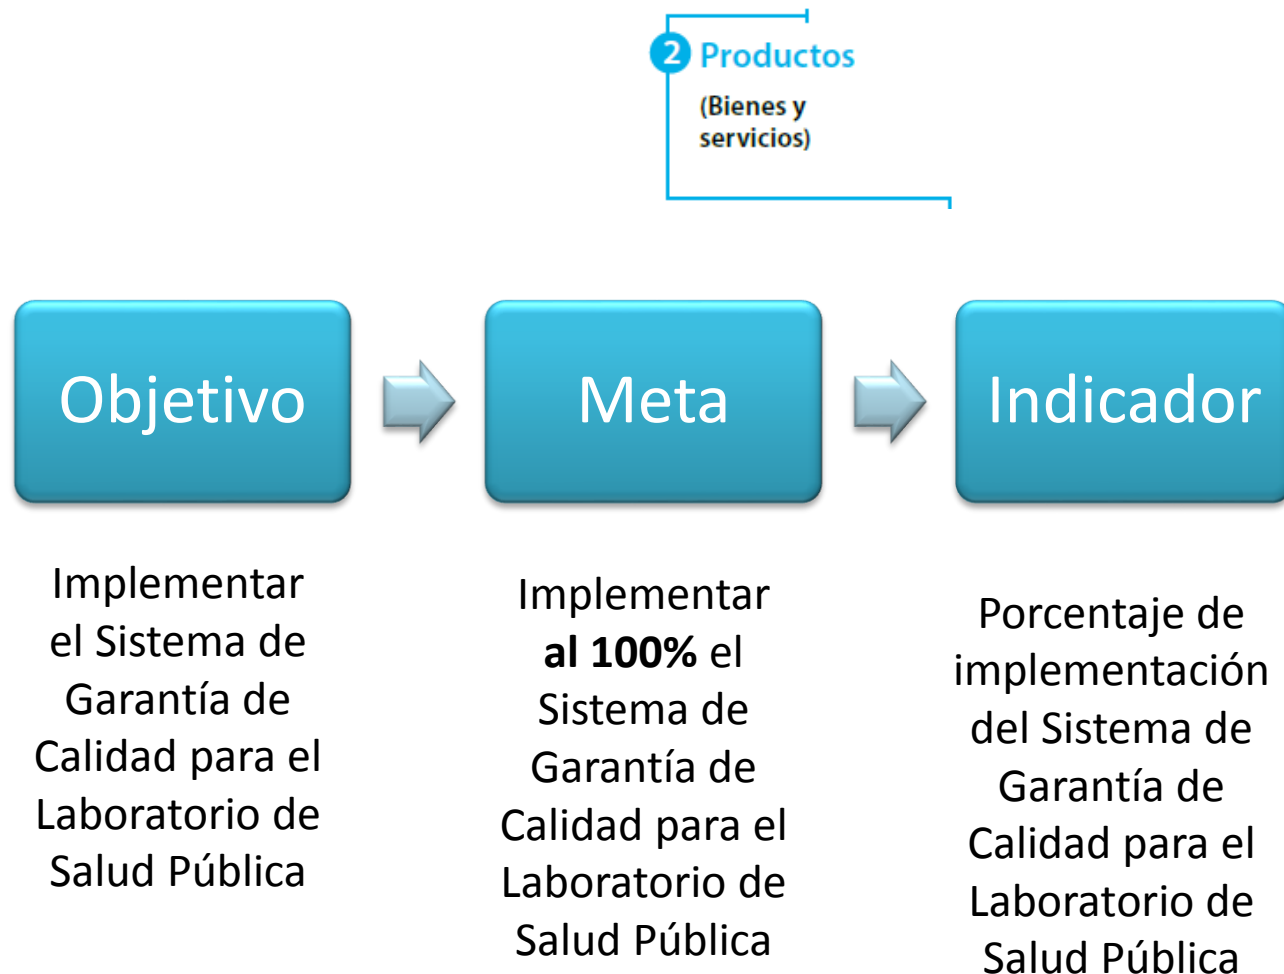 2 Productos
(Bienes y
servicios)
Objetivo
Meta
Indicador
Implementar
el Sistema de
Garantía de
Calidad para el
Laboratorio de
Salud Pública
Implementar
al 100% el
Sistema de
Garantía de
Calidad para el
Laboratorio de
Salud Pública
Porcentaje de
implementación
del Sistema de
Garantía de
Calidad para el
Laboratorio de
Salud Pública